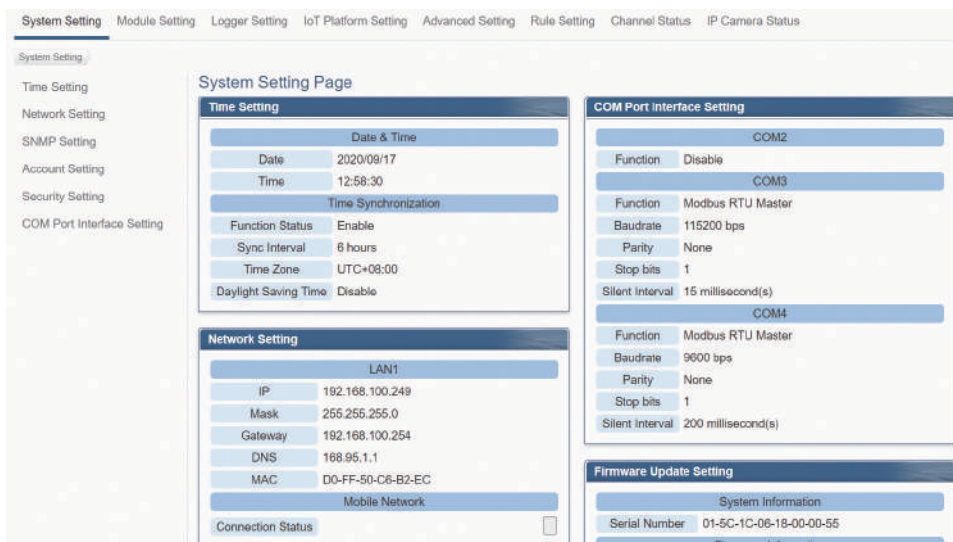 System Setting Module Setting Logger Setting IoT Platform Setting Advanced Setting Rule Setting Channel Status IP Camera Status
System Setting
Time Setting
Network Setting
SNMP Setting
Account Setting
Security Setting
COM Port Interface Setting
System Setting Page
Time Setting
Date & Time
Date 2020/09/17
Time 12:58:30
Time Synchronization
Function Status Enable
Sync Interval 6 hours
Time Zone UTC+08:00
Daylight Saving Time Disable
Network Setting
LAN1
IP 192.168.100.249
Mask 255.255.255.0
Gateway 192.168.100.254
DNS 168.95.1.1
MAC D0-FF-50-C6-B2-EC
Mobile Network
Connection Status
COM Port Interface Setting
COM2
Function Disable
COM3
Function Modbus RTU Master
Baudrate 115200 bps
Parity None
Stop bits 1
Silent Interval 15 millisecond(s)
COM4
Function Modbus RTU Master
Baudrate 9600 bps
Parity None
Stop bits 1
Silent Interval 200 millisecond(s)
Firmware Update Setting
System Information
Serial Number 01-5C-1C-06-18-00-00-55